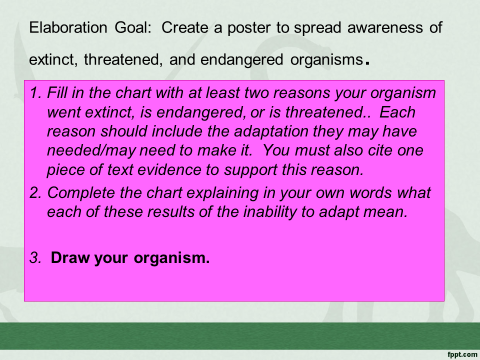 Elaboration Goal:  Create a poster to spread awareness of
extinct, threatened, and endangered organisms.
1. Fill in the chart with at least two reasons your organism
went extinct, is endangered, or is threatened..  Each
reason should include the adaptation they may have
needed/may need to make it.  You must also cite one
piece of text evidence to support this reason.
2. Complete the chart explaining in your own words what
each of these results of the inability to adapt mean.
3.  Draw your organism.
fppt.com